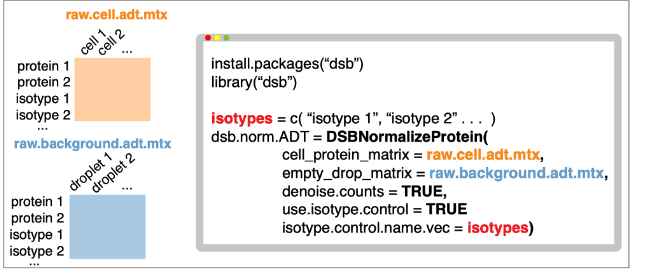 raw.cell.adt.mtx
cell 1
cell 2
...
protein 1
protein 2
isotype 1
isotype 2
...
raw.background.adt.mtx
droplet 1
droplet 2
...
protein 1
protein 2
isotype 1
isotype 2
...
install.packages(“dsb”)
library(“dsb”)
isotypes = c( “isotype 1”, “isotype 2” . . .  )
dsb.norm.ADT = DSBNormalizeProtein(
cell_protein_matrix = raw.cell.adt.mtx,
empty_drop_matrix = raw.background.adt.mtx,
denoise.counts = TRUE,
use.isotype.control = TRUE
isotype.control.name.vec = isotypes)